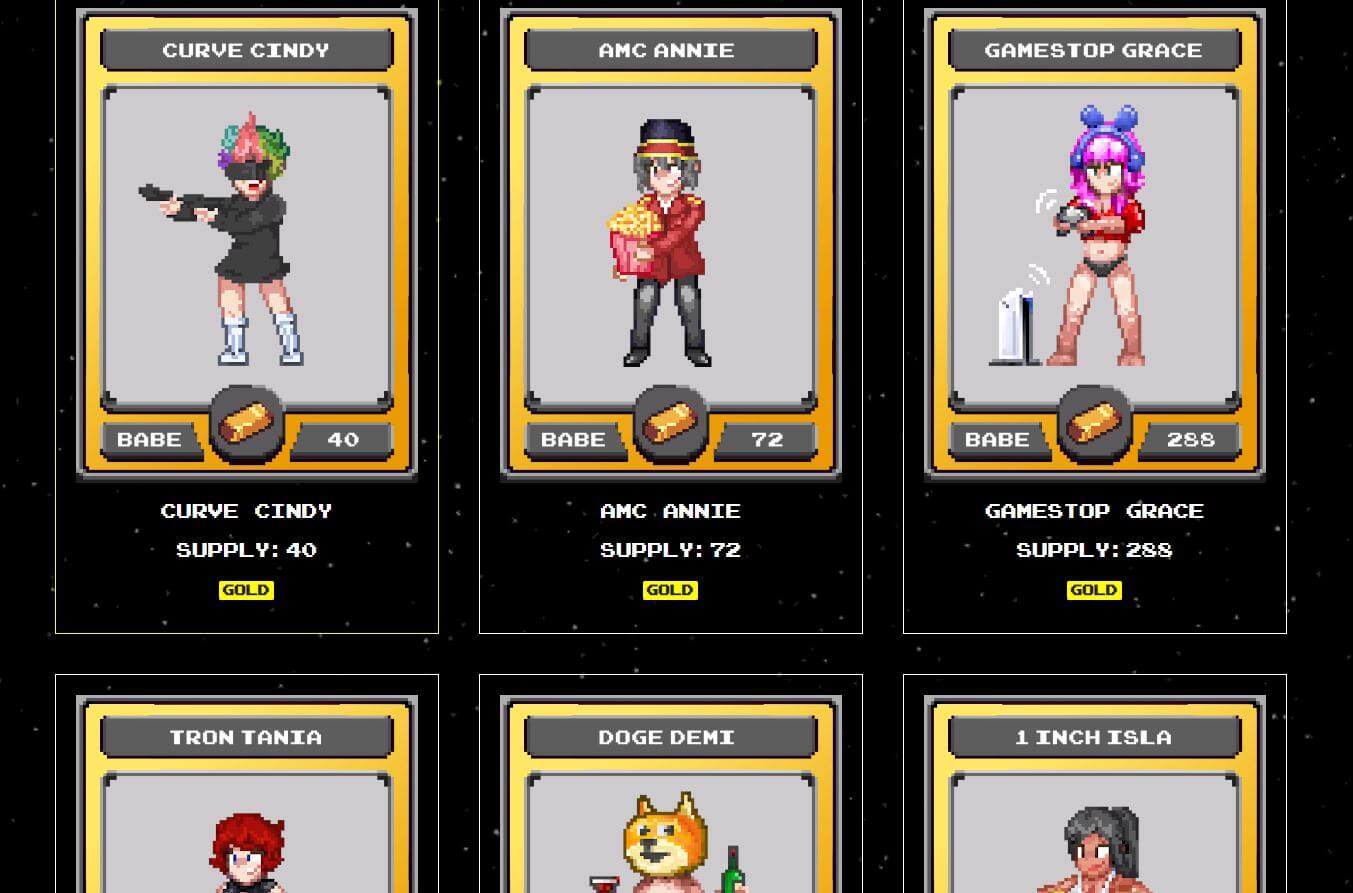 CURVE CINDY
AMC ANNIE
GAMESTOP GRACE
BABE
40
BABE
72
BABE
288
CURVE CINDY
AMC ANNIE
GAMESTOP GRACE
SUPPLY: 40
SUPPLY: 72
SUPPLY: 288
GOLD
GOLD
GOLD
TRON TANIA
DOGE DEMI
1 INCH ISLA